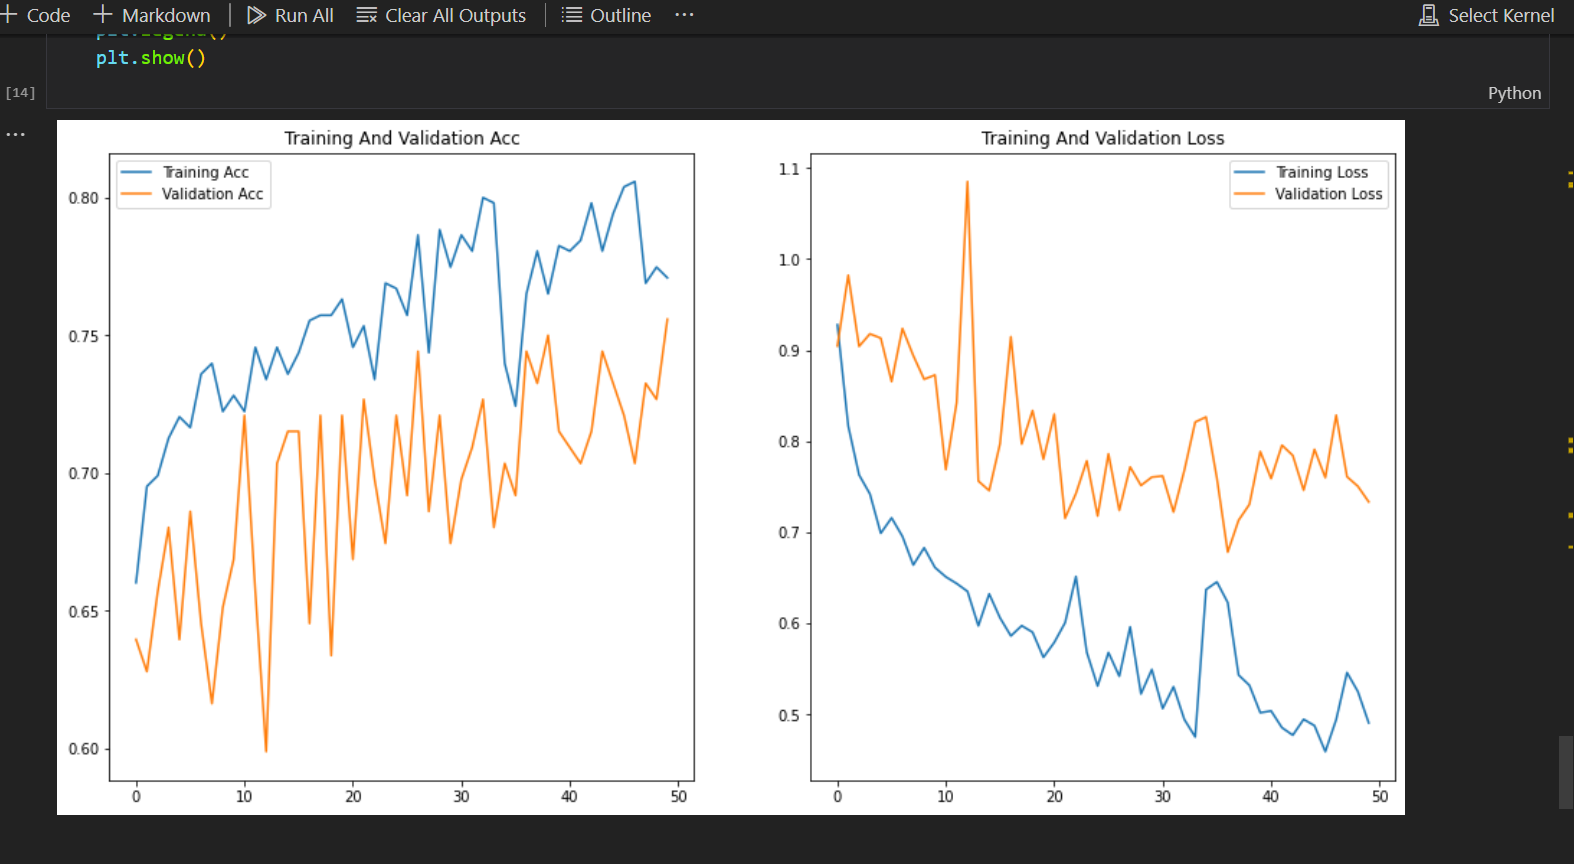 + Code + Markdown Run All Clear All Outputs Outline ··· Select Kernel
plt.legend()
plt.show()
[14] Python
...
Training And Validation Acc
Training Acc
Validation Acc
0.80
0.75
0.70
0.65
0.60
0 10 20 30 40 50
Training And Validation Loss
Training Loss
Validation Loss
1.1
1.0
0.9
0.8
0.7
0.6
0.5
0 10 20 30 40 50